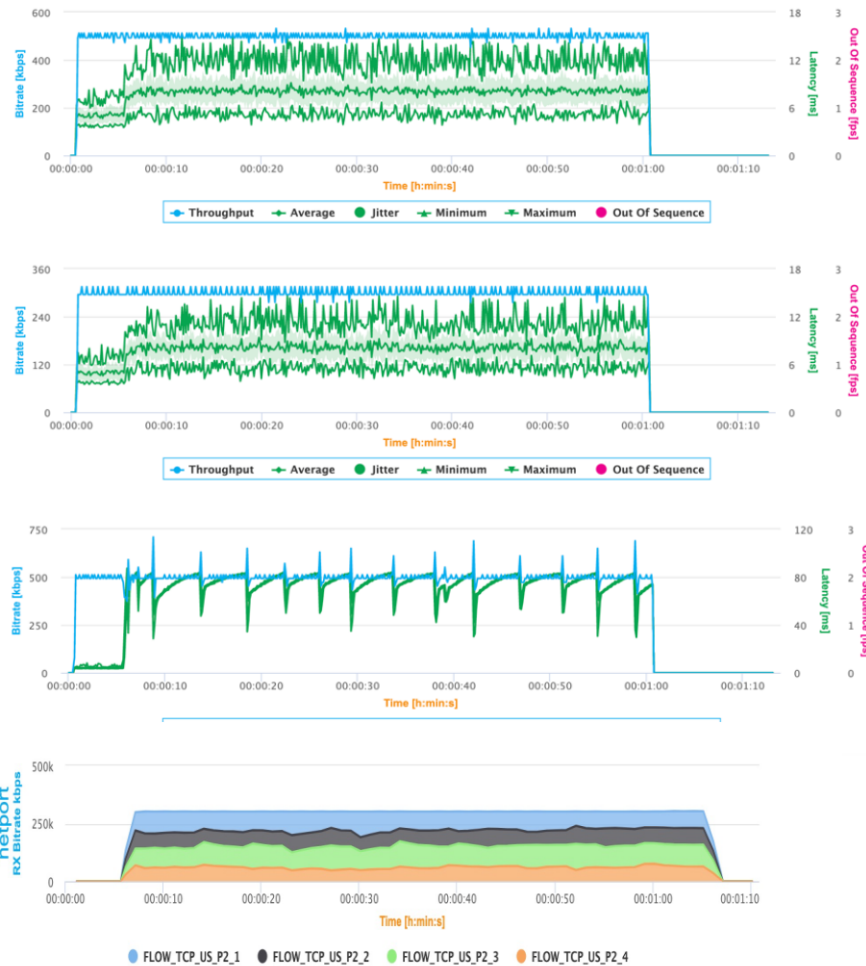 600 18 3
Bitrate [kbps] Latency [ms] Out Of Sequence [fps]
400 12 2
200 6 1
0 0 0
00:00:00 00:00:10 00:00:20 00:00:30 00:00:40 00:00:50 00:01:00 00:01:10
Time [h:min:s]
Throughput Average Jitter Minimum Maximum Out Of Sequence
360 18 3
Bitrate [kbps] Latency [ms] Out Of Sequence [fps]
240 12 2
120 6 1
0 0 0
00:00:00 00:00:10 00:00:20 00:00:30 00:00:40 00:00:50 00:01:00 00:01:10
Time [h:min:s]
Throughput Average Jitter Minimum Maximum Out Of Sequence
750 120 3
Bitrate [kbps] Latency [ms] Out Of Sequence [fps]
500 80 2
250 40 1
0 0 0
00:00:00 00:00:10 00:00:20 00:00:30 00:00:40 00:00:50 00:01:00 00:01:10
Time [h:min:s]
500k
netport
RX Bitrate kbps
250k
0
00:00:00 00:00:10 00:00:20 00:00:30 00:00:40 00:00:50 00:01:00 00:01:10
Time [h:min:s]
FLOW_TCP_US_P2_1 FLOW_TCP_US_P2_2 FLOW_TCP_US_P2_3 FLOW_TCP_US_P2_4